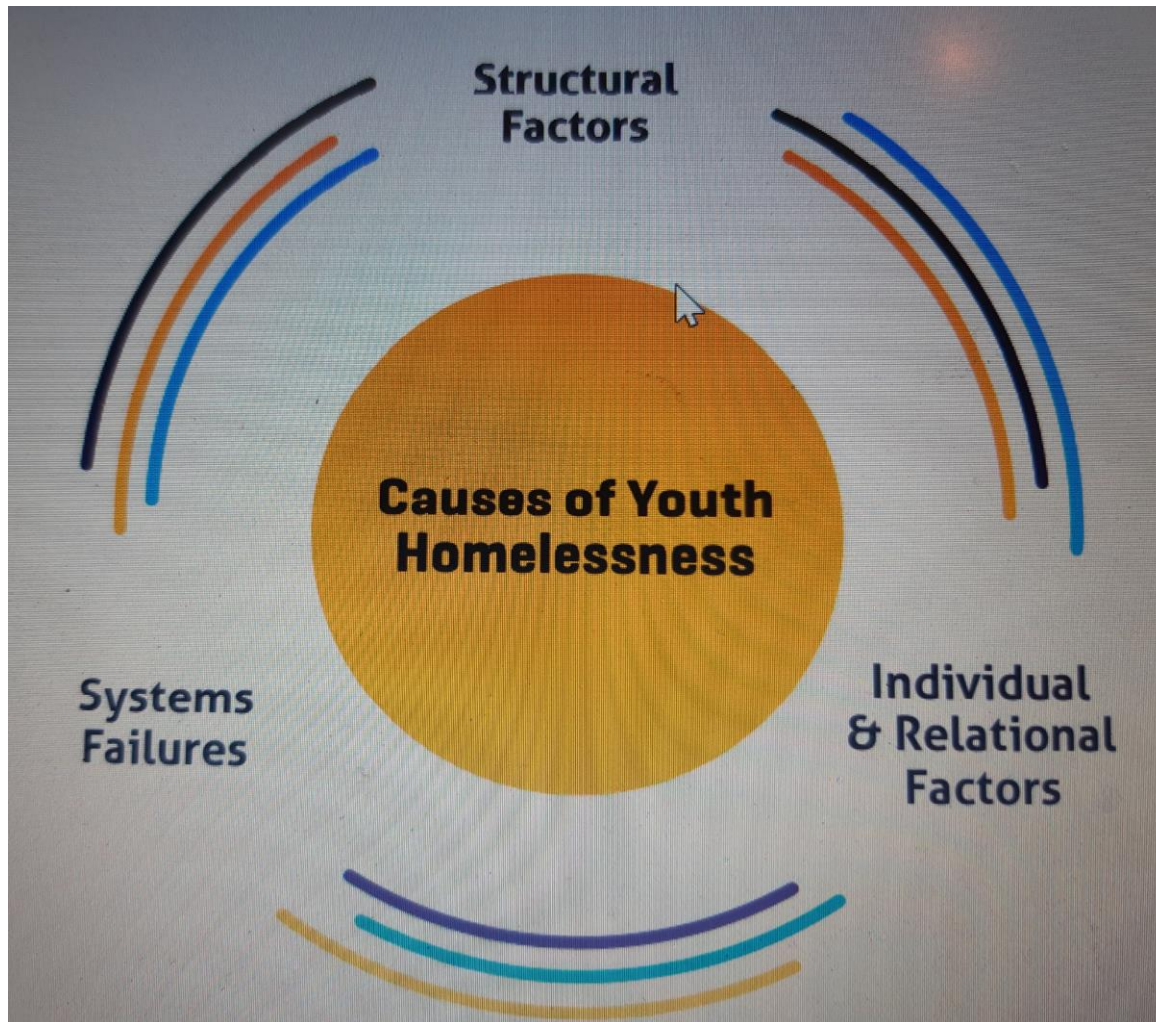 Structural
Factors
Causes of Youth
Homelessness
Systems
Failures
Individual
& Relational
Factors